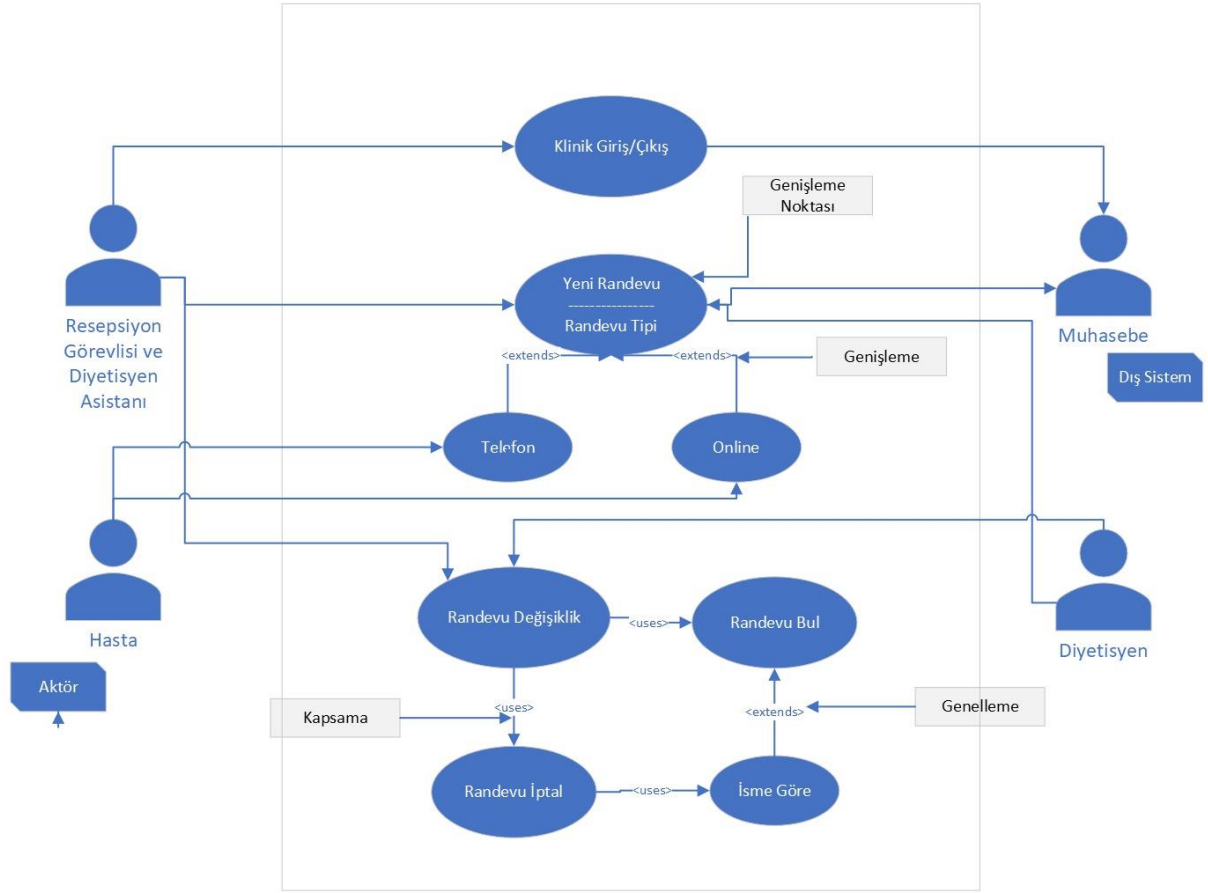 Klinik Giriş/Çıkış
Genişleme
Noktası
Yeni Randevu
----------------
Randevu Tipi
Resepsiyon
Görevlisi ve
Diyetisyen
Asistanı
Muhasebe
Dış Sistem
<extends>
<extends>
Genişleme
Telefon
Online
Hasta
Aktör
Randevu Değişiklik
<uses>
Randevu Bul
Diyetisyen
Kapsama
<uses>
<extends>
Genelleme
Randevu İptal
<uses>
İsme Göre